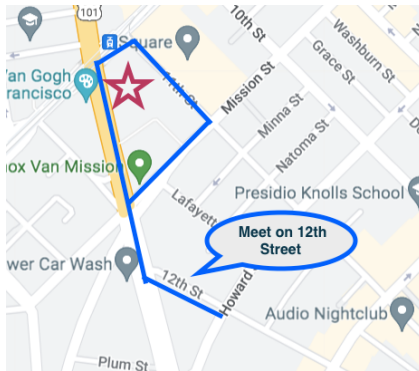 101
Square
Van Gogh
Francisco
11th St
10th St
Mission St
Washburn St
Grace St
Minna St
Natoma St
ox Van Mission
Lafayett
Presidio Knolls School
Meet on 12th
Street
wer Car Wash
12th St
Howard
Audio Nightclub
Plum St